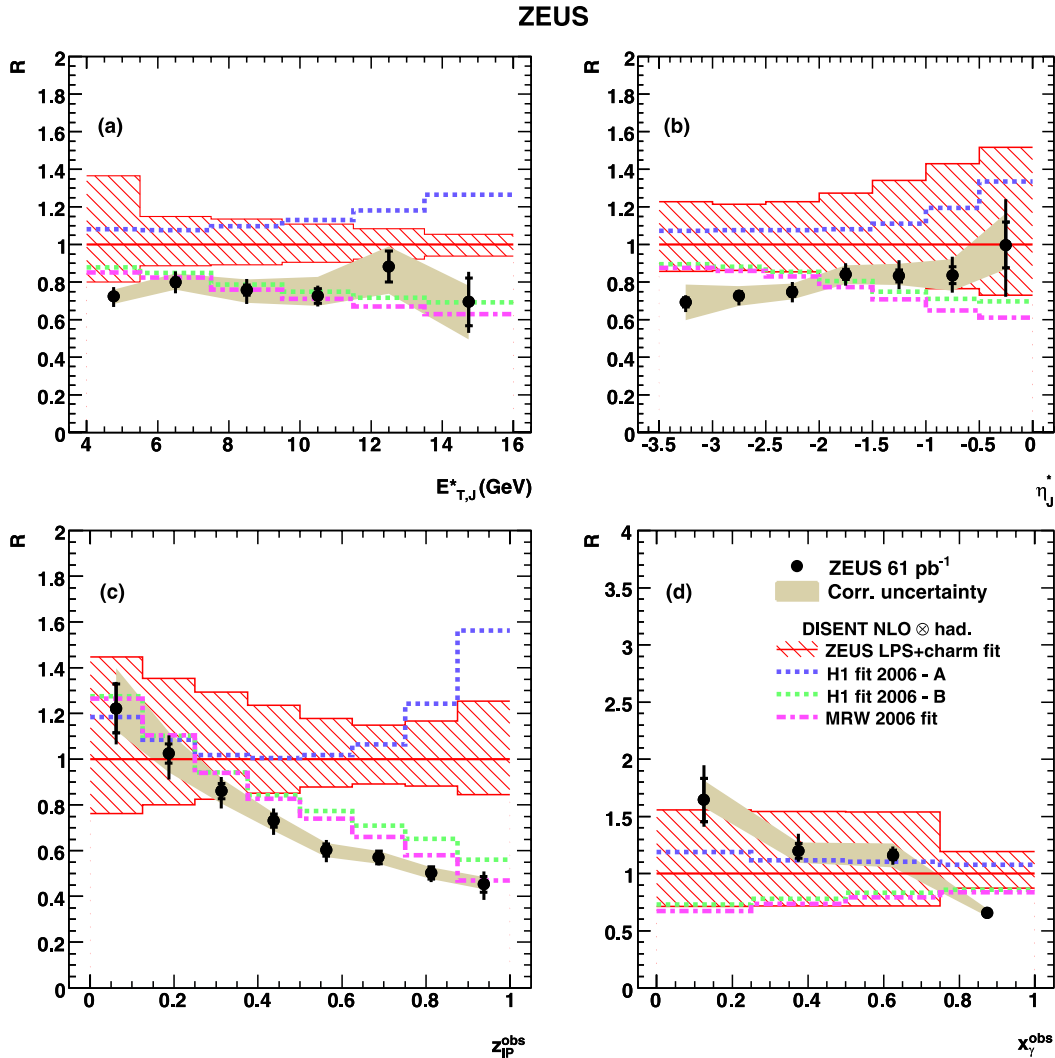 ZEUS
R
(a)
2
1.8
1.6
1.4
1.2
1
0.8
0.6
0.4
0.2
0
4 6 8 10 12 14 16
E*T,J (GeV)
R
(b)
2
1.8
1.6
1.4
1.2
1
0.8
0.6
0.4
0.2
0
-3.5 -3 -2.5 -2 -1.5 -1 -0.5 0
η*J
R
(c)
2
1.8
1.6
1.4
1.2
1
0.8
0.6
0.4
0.2
0
0 0.2 0.4 0.6 0.8 1
zIP^obs
R
(d)
4
3.5
3
2.5
2
1.5
1
0.5
0
0 0.2 0.4 0.6 0.8 1
xγ^obs
ZEUS 61 pb⁻¹
Corr. uncertainty
DISENT NLO ⊗ had.
ZEUS LPS+charm fit
H1 fit 2006 - A
H1 fit 2006 - B
MRW 2006 fit